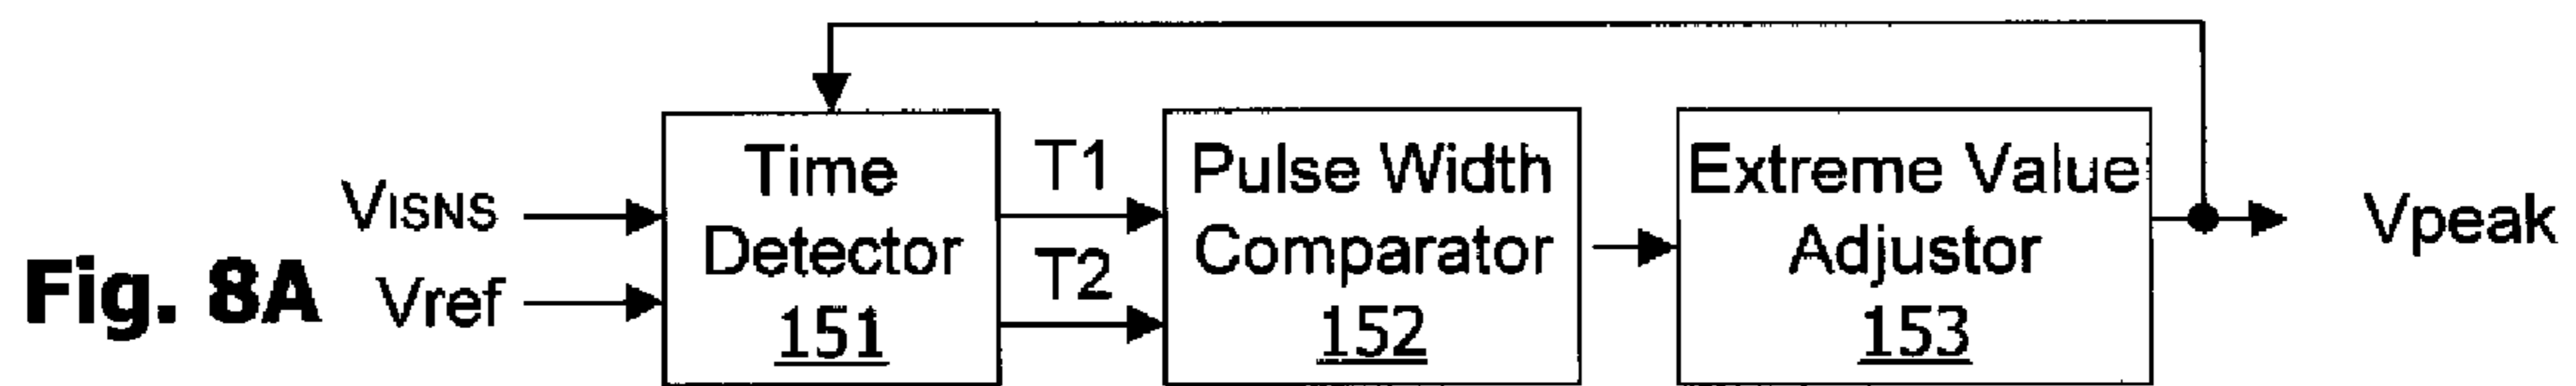 Fig. 8A
VISNS
Vref
Time
Detector
151
T1
T2
Pulse Width
Comparator
152
Extreme Value
Adjustor
153
Vpeak